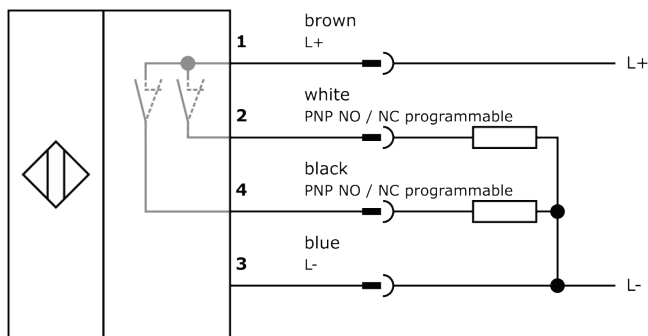 brown
1 L+
L+
white
2 PNP NO / NC programmable
black
4 PNP NO / NC programmable
blue
3 L-
L-